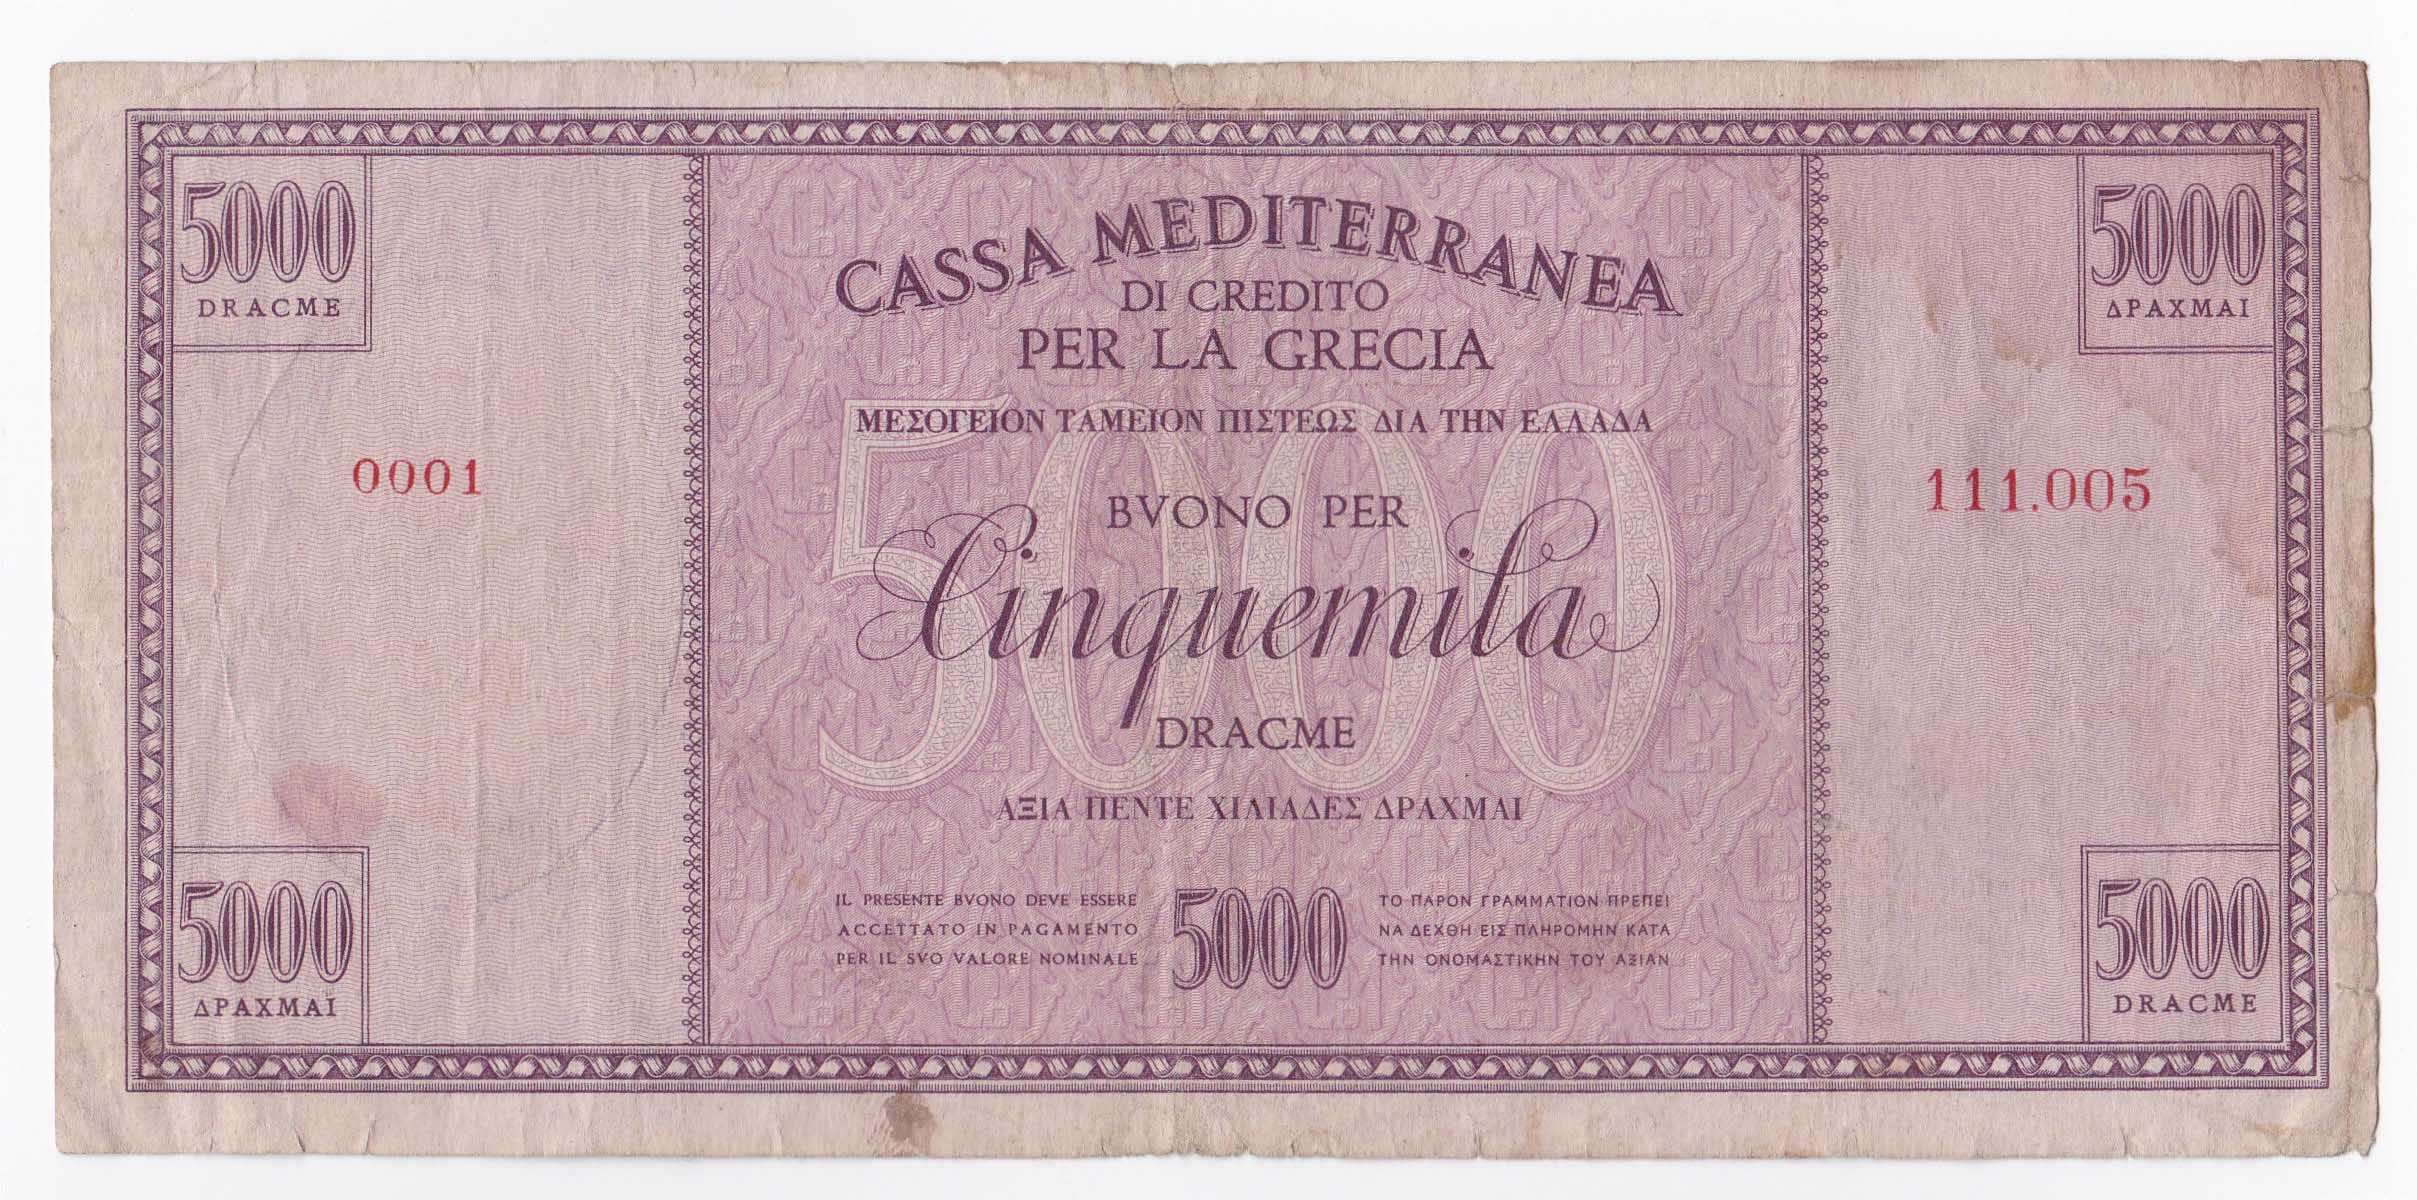 5000
DRACME
5000
ΔΡΑΧΜΑΙ
CASSA MEDITERRANEA
DI CREDITO
PER LA GRECIA
ΜΕΣΟΓΕΙΟΝ ΤΑΜΕΙΟΝ ΠΙΣΤΕΩΣ ΔΙΑ ΤΗΝ ΕΛΛΑΔΑ
0001
111.005
5000
BVONO PER
Cinquemila
DRACME
ΑΞΙΑ ΠΕΝΤΕ ΧΙΛΙΑΔΕΣ ΔΡΑΧΜΑΙ
IL PRESENTE BVONO DEVE ESSERE
ACCETTATO IN PAGAMENTO
PER IL SVO VALORE NOMINALE
5000
ΤΟ ΠΑΡΟΝ ΓΡΑΜΜΑΤΙΟΝ ΠΡΕΠΕΙ
ΝΑ ΔΕΧΘΗ ΕΙΣ ΠΛΗΡΟΜΗΝ ΚΑΤΑ
ΤΗΝ ΟΝΟΜΑΣΤΙΚΗΝ ΤΟΥ ΑΞΙΑΝ
5000
ΔΡΑΧΜΑΙ
5000
DRACME